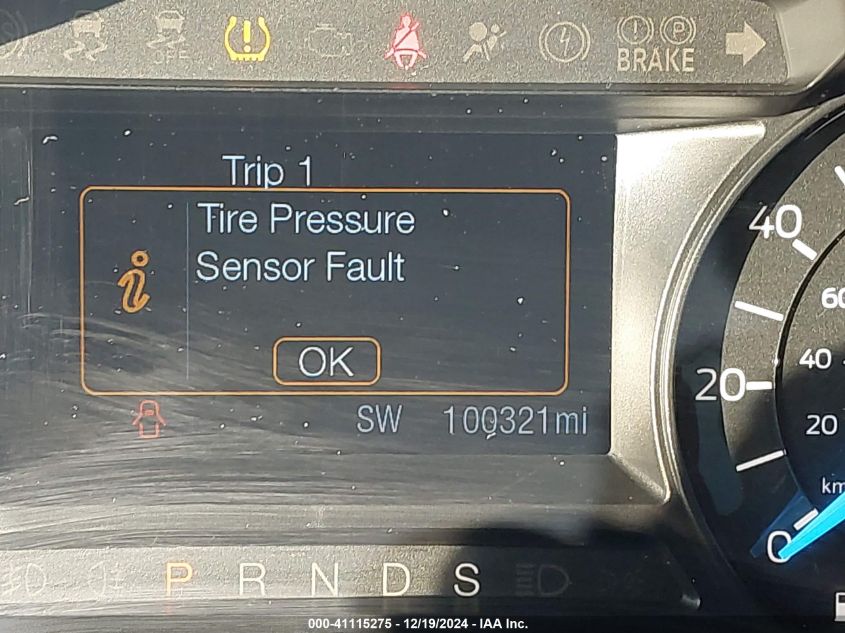 OFF
BRAKE
Trip 1
Tire Pressure
Sensor Fault
OK
SW 100321mi
40
20
0
60
40
20
km
P R N D S
000-41115275 - 12/19/2024 - IAA Inc.